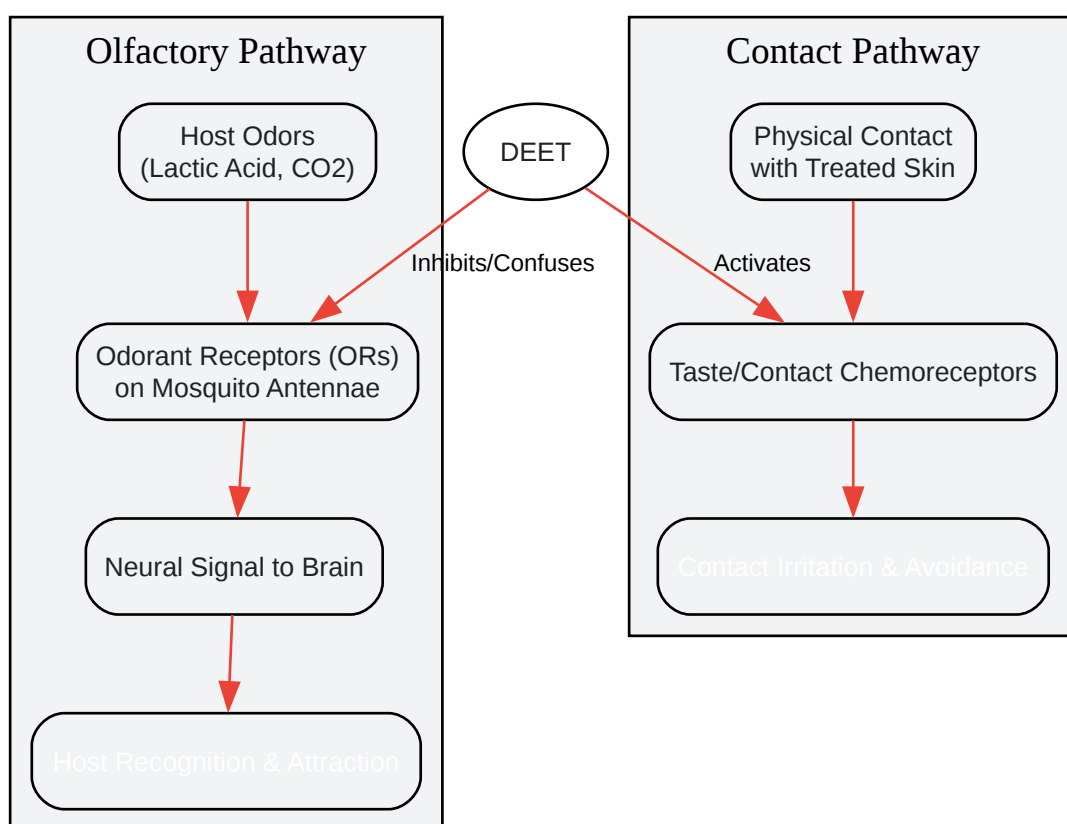 Olfactory Pathway
Contact Pathway
Host Odors
(Lactic Acid, CO2)
DEET
Physical Contact
with Treated Skin
Inhibits/Confuses
Activates
Odorant Receptors (ORs)
on Mosquito Antennae
Taste/Contact Chemoreceptors
Neural Signal to Brain
Contact Irritation & Avoidance
Host Recognition & Attraction